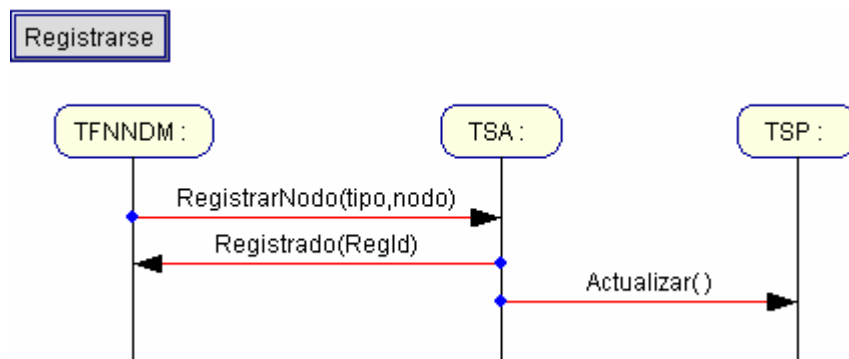 Registrarse
TFNNDM :
TSA :
TSP :
RegistrarNodo(tipo,nodo)
Registrado(RegId)
Actualizar()